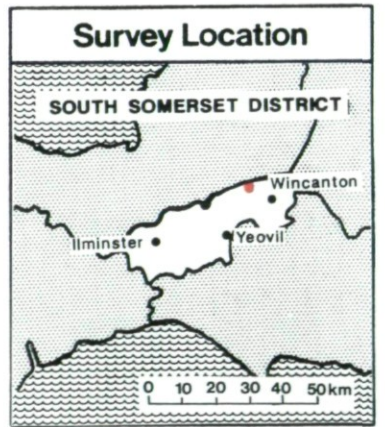 Survey Location
SOUTH SOMERSET DISTRICT
Wincanton
Ilminster
Yeovil
0 10 20 30 40 50km